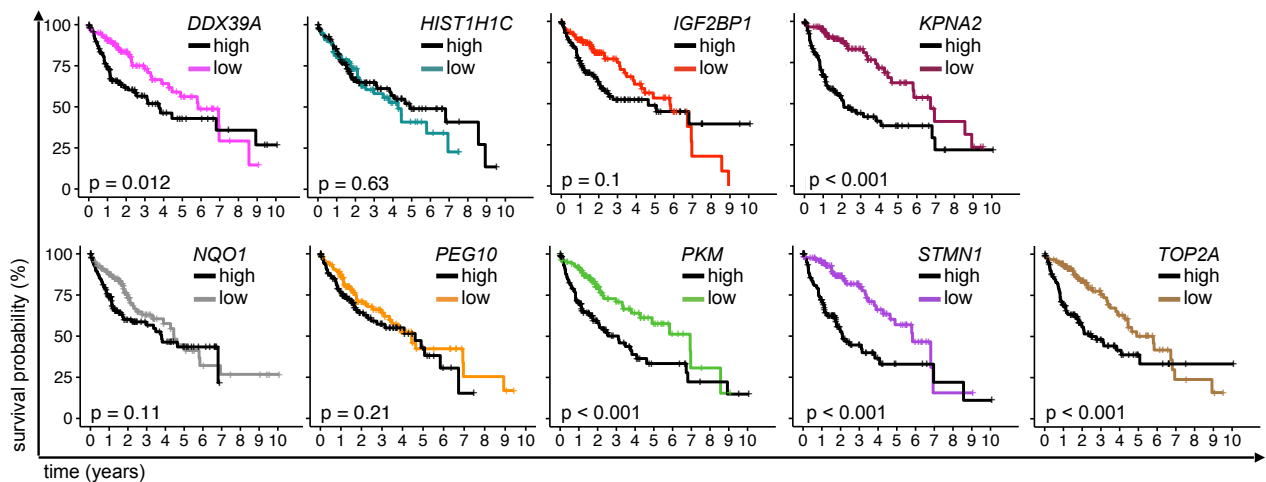 DDX39A
high
low
100
75
50
25
0
p = 0.012
0 1 2 3 4 5 6 7 8 9 10
HIST1H1C
high
low
p = 0.63
0 1 2 3 4 5 6 7 8 9 10
IGF2BP1
high
low
p = 0.1
0 1 2 3 4 5 6 7 8 9 10
KPNA2
high
low
p < 0.001
0 1 2 3 4 5 6 7 8 9 10
survival probability (%)
NQO1
high
low
100
75
50
25
0
p = 0.11
0 1 2 3 4 5 6 7 8 9 10
PEG10
high
low
p = 0.21
0 1 2 3 4 5 6 7 8 9 10
PKM
high
low
p < 0.001
0 1 2 3 4 5 6 7 8 9 10
STMN1
high
low
p < 0.001
0 1 2 3 4 5 6 7 8 9 10
TOP2A
high
low
p < 0.001
0 1 2 3 4 5 6 7 8 9 10
time (years)